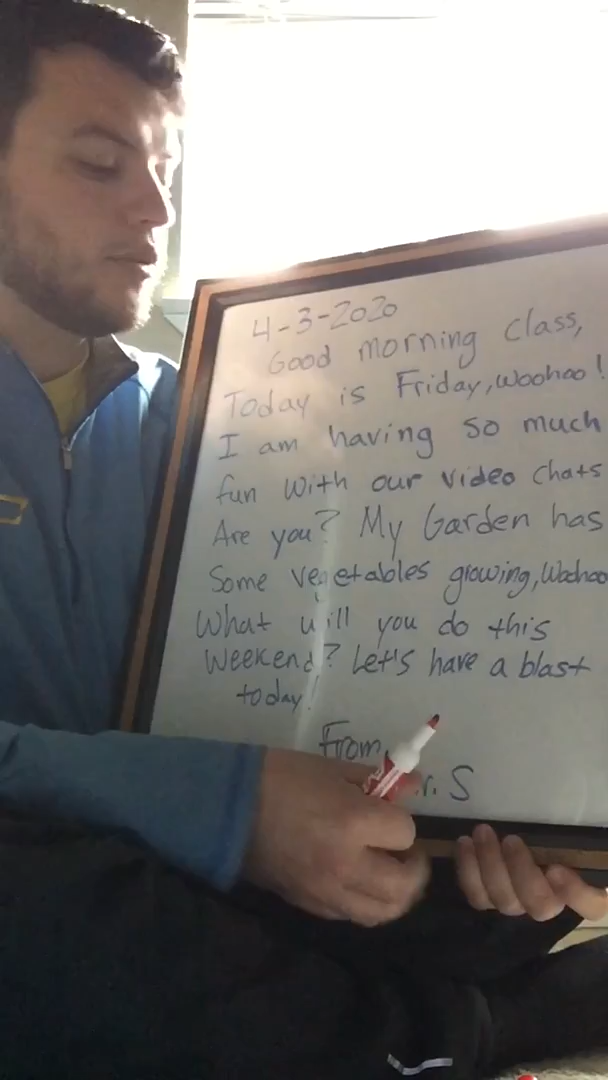 4-3-2020
Good morning class,
Today is Friday, woohoo!
I am having so much
fun with our video chats
Are you? My Garden has
Some vegetables growing, Woohoo
What will you do this
weekend? Let's have a blast
today!
From,
S